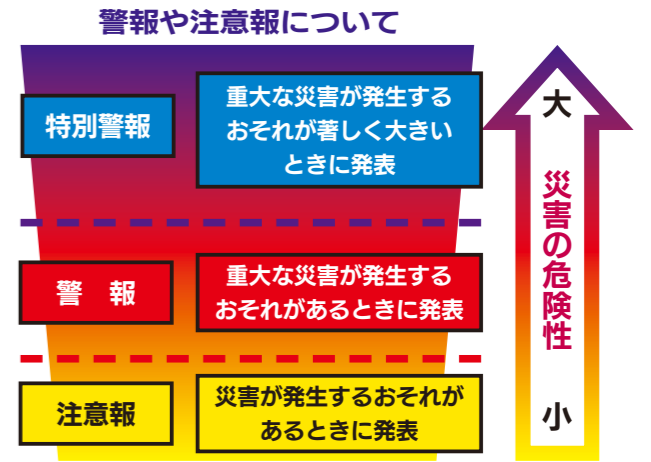 警報や注意報について
特別警報
重大な災害が発生する
おそれが著しく大きい
ときに発表
警　報
重大な災害が発生する
おそれがあるときに発表
注意報
災害が発生するおそれが
あるときに発表
大
災害の危険性
小